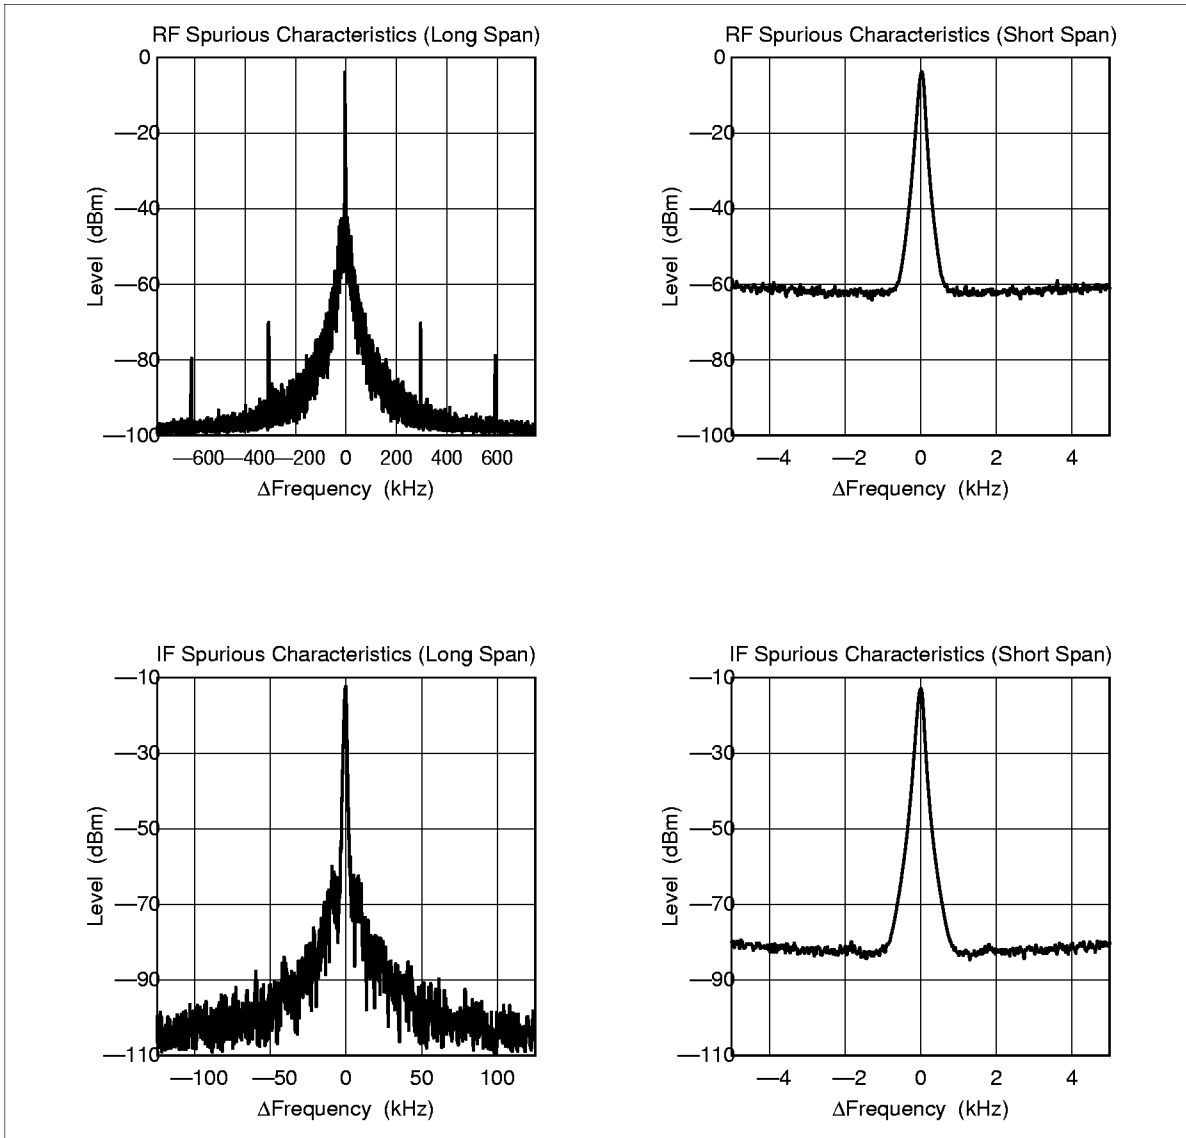 RF Spurious Characteristics (Long Span)
0
—20
—40
—60
—80
—100
Level (dBm)
—600—400—200 0 200 400 600
ΔFrequency (kHz)
RF Spurious Characteristics (Short Span)
0
—20
—40
—60
—80
—100
Level (dBm)
—4 —2 0 2 4
ΔFrequency (kHz)
IF Spurious Characteristics (Long Span)
—10
—30
—50
—70
—90
—110
Level (dBm)
—100 —50 0 50 100
ΔFrequency (kHz)
IF Spurious Characteristics (Short Span)
—10
—30
—50
—70
—90
—110
Level (dBm)
—4 —2 0 2 4
ΔFrequency (kHz)